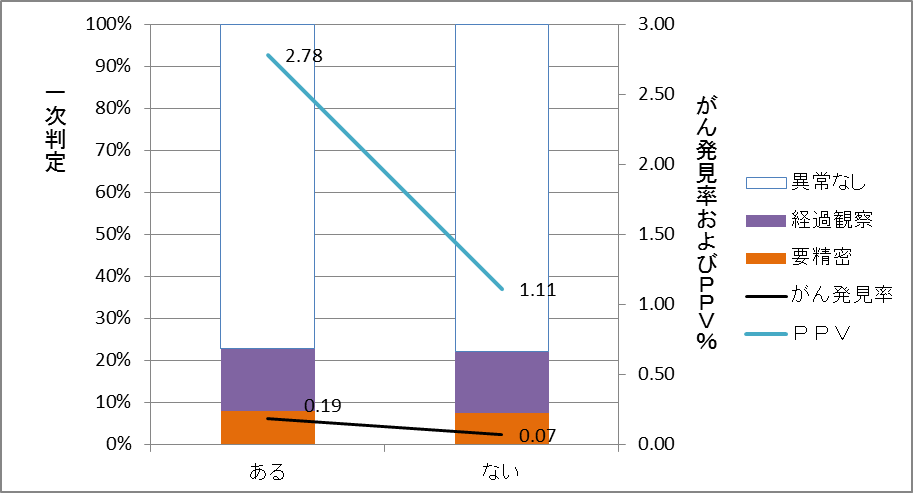 100%
90%
80%
70%
60%
50%
40%
30%
20%
10%
0%
一次判定
3.00
2.50
2.00
1.50
1.00
0.50
0.00
がん発見率およびＰＰＶ％
2.78
1.11
0.19
0.07
ある
ない
異常なし
経過観察
要精密
がん発見率
ＰＰＶ